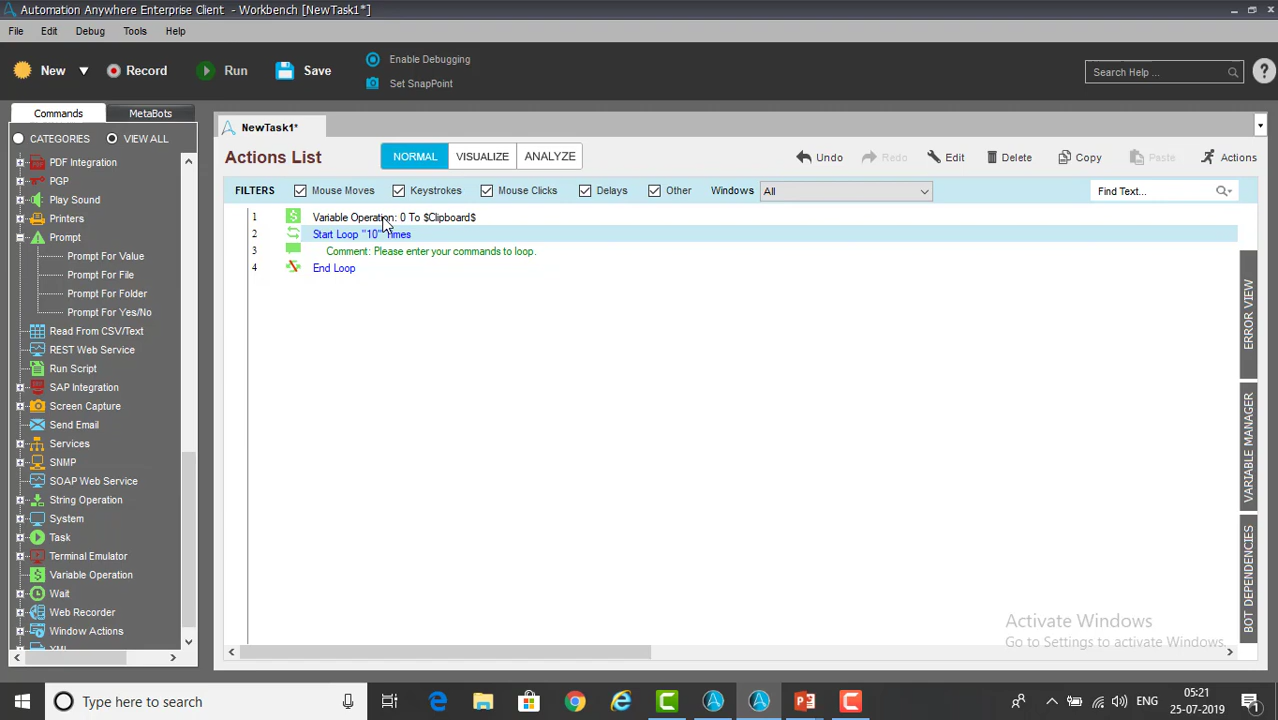 Automation Anywhere Enterprise Client - Workbench [NewTask1*]
File Edit Debug Tools Help
New Record Run Save
Enable Debugging
Set SnapPoint
Search Help ...
Commands MetaBots
CATEGORIES VIEW ALL
PDF Integration
PGP
Play Sound
Printers
Prompt
Prompt For Value
Prompt For File
Prompt For Folder
Prompt For Yes/No
Read From CSV/Text
REST Web Service
Run Script
SAP Integration
Screen Capture
Send Email
Services
SNMP
SOAP Web Service
String Operation
System
Task
Terminal Emulator
Variable Operation
Wait
Web Recorder
Window Actions
XML
NewTask1*
Actions List
NORMAL VISUALIZE ANALYZE
Undo Redo Edit Delete Copy Paste Actions
FILTERS Mouse Moves Keystrokes Mouse Clicks Delays Other Windows All Find Text...
1 Variable Operation: 0 To $Clipboard$
2 Start Loop "10" Times
3 Comment: Please enter your commands to loop.
4 End Loop
ERROR VIEW
VARIABLE MANAGER
BOT DEPENDENCIES
Activate Windows
Go to Settings to activate Windows.
Type here to search
ENG
05:21
25-07-2019
1